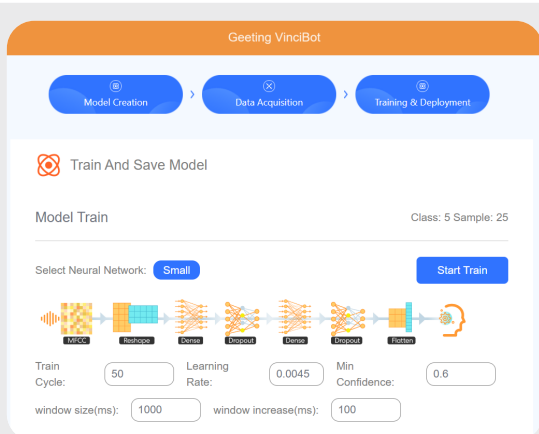 Geeting VinciBot
Model Creation
Data Acquisition
Training & Deployment
Train And Save Model
Model Train
Class: 5 Sample: 25
Select Neural Network: Small
Start Train
MFCC Reshape Dense Dropout Dense Dropout Flotten
Train Cycle: 50 Learning Rate: 0.0045 Min Confidence: 0.6
window size(ms): 1000 window increase(ms): 100